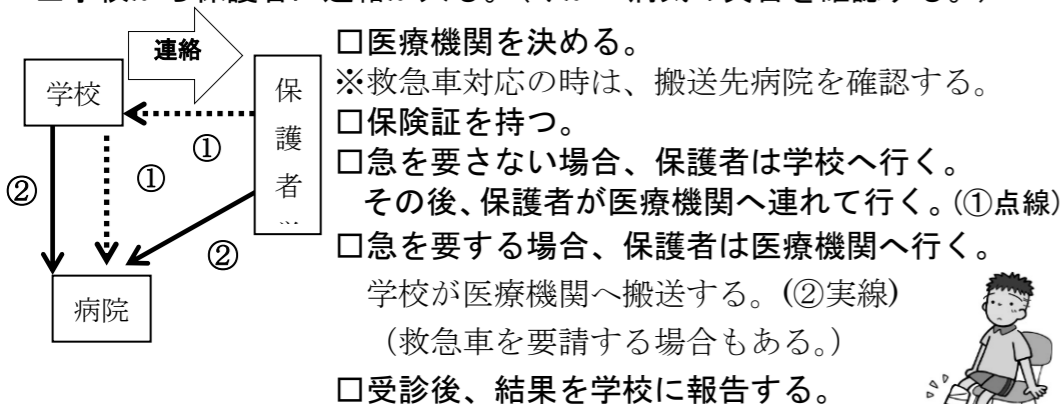 連絡
学校
保
護
者
①
①
②
②
病院
□医療機関を決める。
※救急車対応の時は、搬送先病院を確認する。
□保険証を持つ。
□急を要さない場合、保護者は学校へ行く。
その後、保護者が医療機関へ連れて行く。(①点線)
□急を要する場合、保護者は医療機関へ行く。
学校が医療機関へ搬送する。(②実線)
（救急車を要請する場合もある。）
□受診後、結果を学校に報告する。